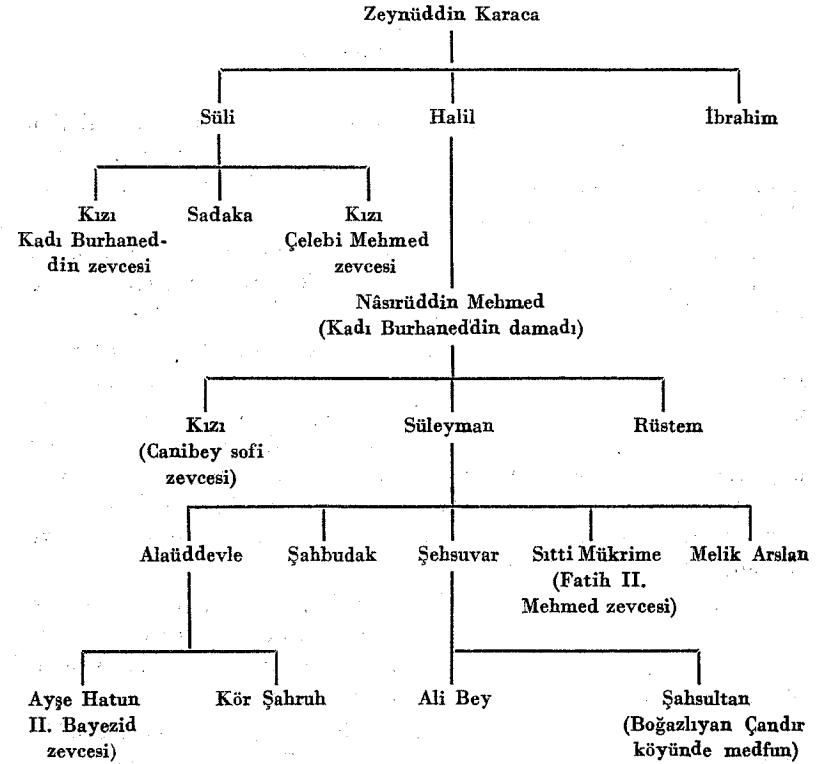 Zeynüddin Karaca
Süli
Halil
İbrahim
Kızı
Kadı Burhaned-
din zevcesi
Sadaka
Kızı
Çelebi Mehmed
zevcesi
Nâsırüddin Mehmed
(Kadı Burhaned'din damadı)
Kızı
(Canibey sofi
zevcesi)
Süleyman
Rüstem
Alaüddevle
Şahbudak
Şehsuvar
Sıtti Mükrime
(Fatih II.
Mehmed zevcesi)
Melik Arslan
Ayşe Hatun
II. Bayezid
zevcesi)
Kör Şahruh
Ali Bey
Şahsultan
(Boğazlıyan Çandır
köyünde medfun)